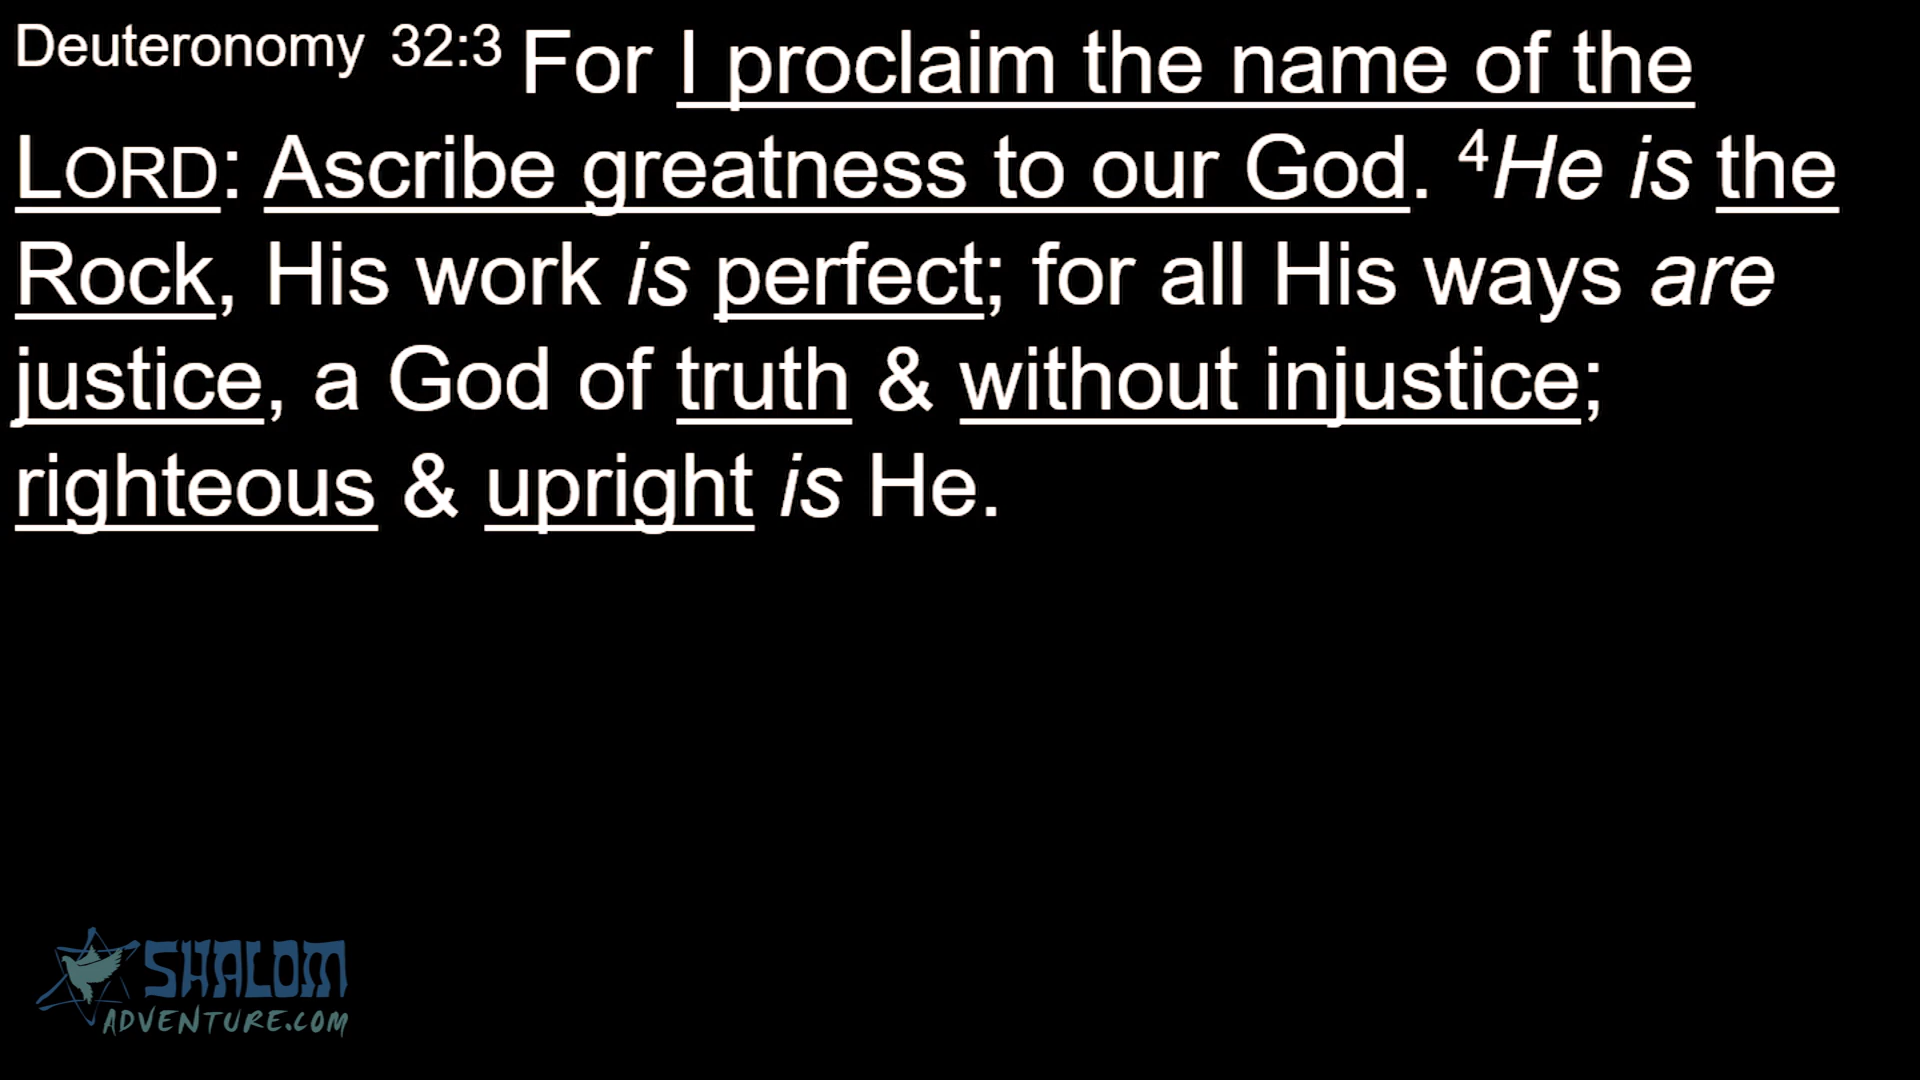 Deuteronomy 32:3 For I proclaim the name of the
LORD: Ascribe greatness to our God. 4He is the
Rock, His work is perfect; for all His ways are
justice, a God of truth & without injustice;
righteous & upright is He.
SHALOM
ADVENTURE.COM